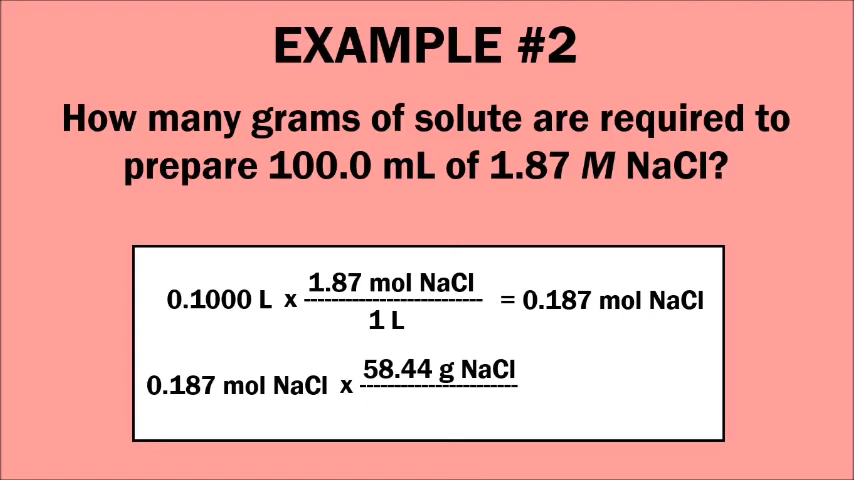 EXAMPLE #2
How many grams of solute are required to
prepare 100.0 mL of 1.87 M NaCl?
0.1000 L x 1.87 mol NaCl = 0.187 mol NaCl
1 L
0.187 mol NaCl x 58.44 g NaCl